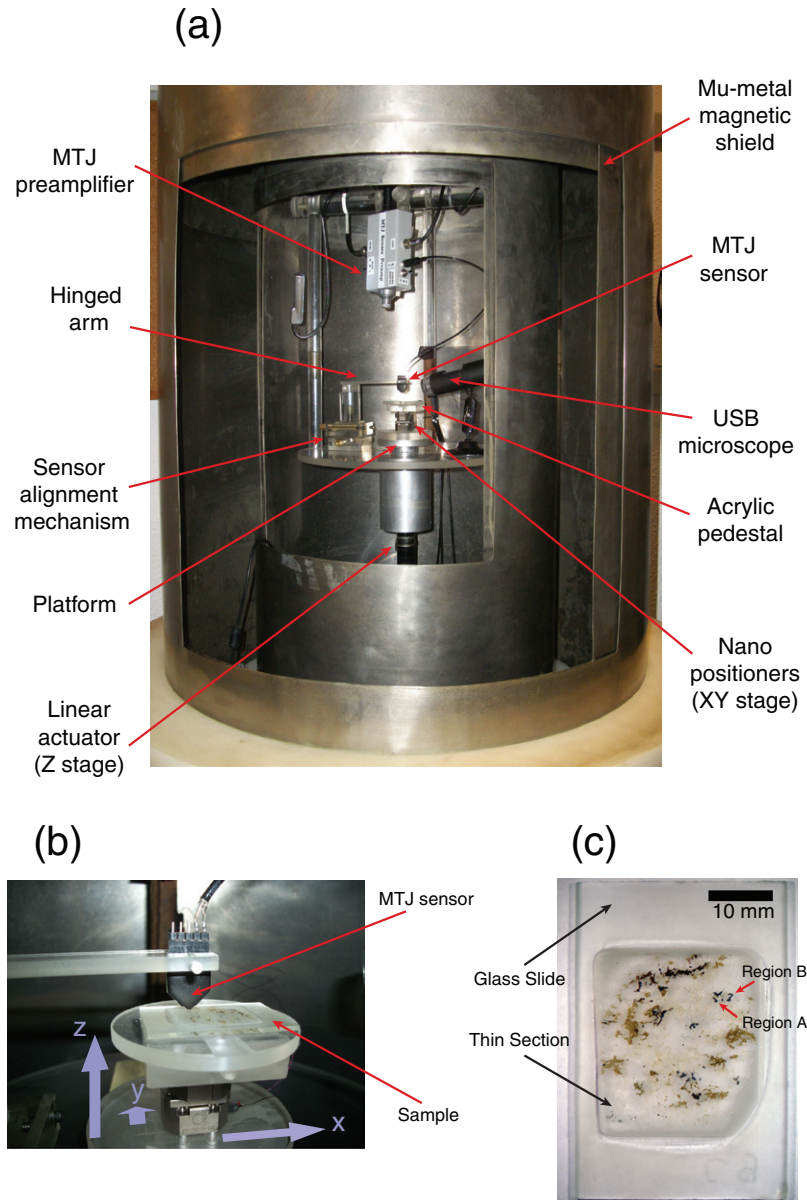 (a)
MTJ
preamplifier
Hinged
arm
Sensor
alignment
mechanism
Platform
Linear
actuator
(Z stage)
Mu-metal
magnetic
shield
MTJ
sensor
USB
microscope
Acrylic
pedestal
Nano
positioners
(XY stage)
(b)
MTJ sensor
z
y
x
Sample
(c)
10 mm
Glass Slide
Region B
Region A
Thin Section